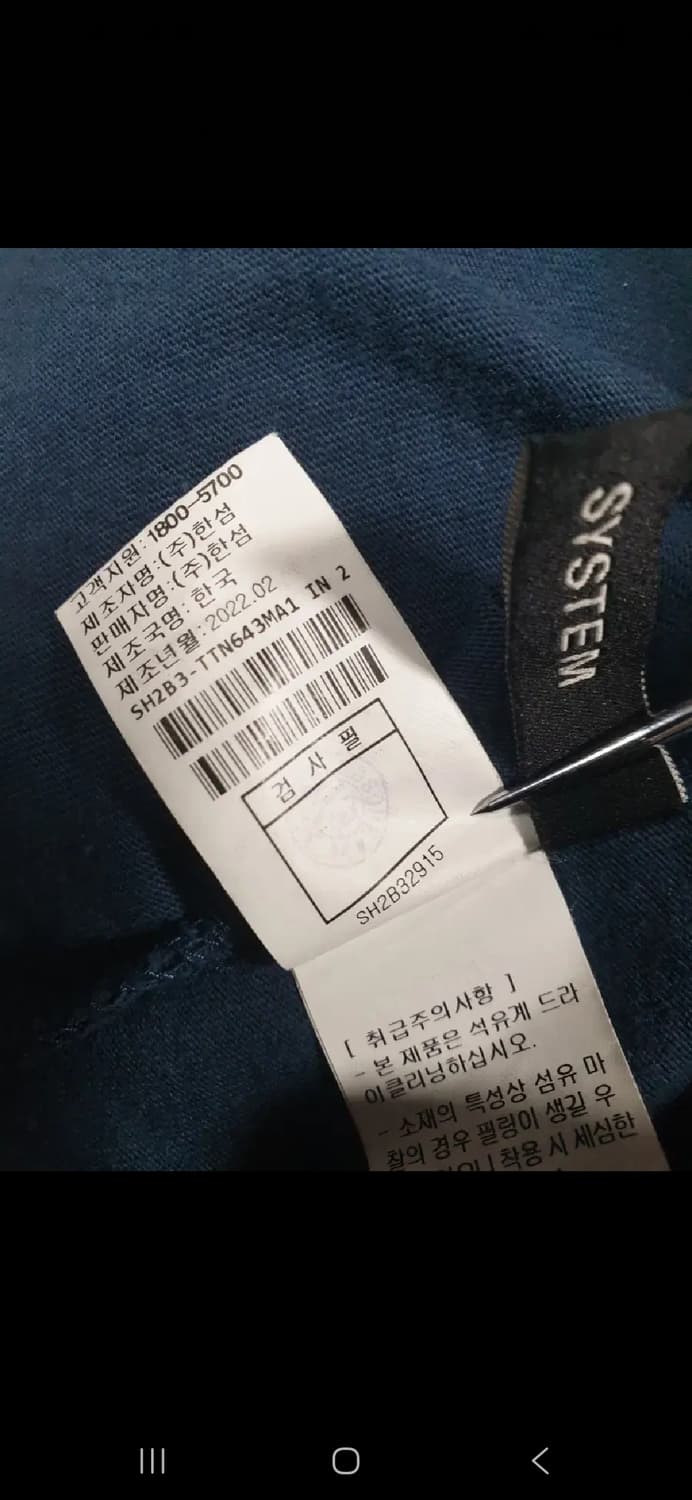 고객지원:1800-5700
제조자명:(주)한섬
판매자명:(주)한섬
제조국명: 한국
제조년월:2022.02
SH2B3-TTN643MA1 IN 2
검 사 필
SH2B32915
SYSTEM
[ 취급주의사항 ]
- 본 제품은 석유계 드라
이클리닝하십시오.
- 소재의 특성상 섬유 마
찰의 경우 필링이 생길 우
착용 시 세심한